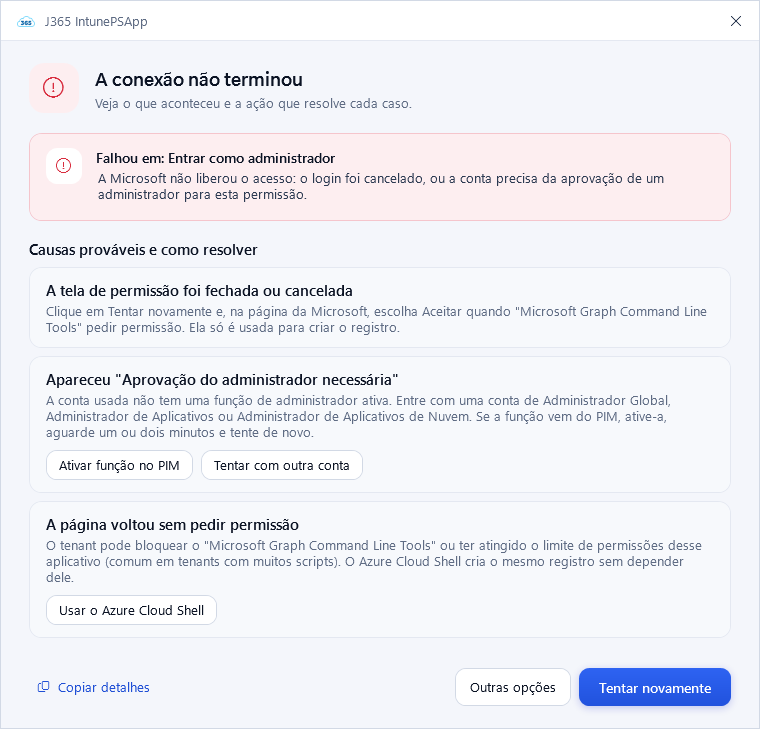 365 J365 IntunePSApp
A conexão não terminou
Veja o que aconteceu e a ação que resolve cada caso.
Falhou em: Entrar como administrador
A Microsoft não liberou o acesso: o login foi cancelado, ou a conta precisa da aprovação de um
administrador para esta permissão.
Causas prováveis e como resolver
A tela de permissão foi fechada ou cancelada
Clique em Tentar novamente e, na página da Microsoft, escolha Aceitar quando "Microsoft Graph Command Line
Tools" pedir permissão. Ela só é usada para criar o registro.
Apareceu "Aprovação do administrador necessária"
A conta usada não tem uma função de administrador ativa. Entre com uma conta de Administrador Global,
Administrador de Aplicativos ou Administrador de Aplicativos de Nuvem. Se a função vem do PIM, ative-a,
aguarde um ou dois minutos e tente de novo.
Ativar função no PIM Tentar com outra conta
A página voltou sem pedir permissão
O tenant pode bloquear o "Microsoft Graph Command Line Tools" ou ter atingido o limite de permissões desse
aplicativo (comum em tenants com muitos scripts). O Azure Cloud Shell cria o mesmo registro sem depender
dele.
Usar o Azure Cloud Shell
Copiar detalhes Outras opções Tentar novamente